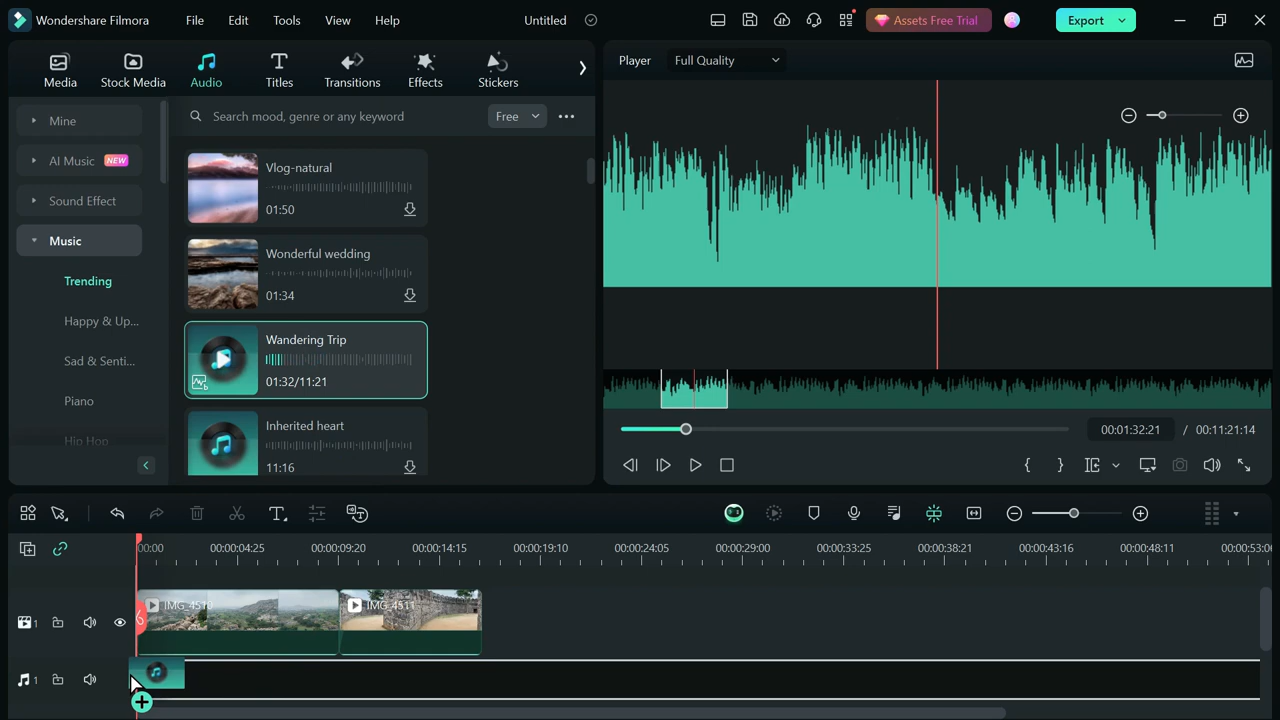 Wondershare Filmora
File
Edit
Tools
View
Help
Untitled
Assets Free Trial
Export
Media
Stock Media
Audio
Titles
Transitions
Effects
Stickers
Player
Full Quality
Mine
AI Music NEW
Sound Effect
Music
Trending
Happy & Up...
Sad & Senti...
Piano
Hip Hop
Search mood, genre or any keyword
Free
Vlog-natural
01:50
Wonderful wedding
01:34
Wandering Trip
01:32/11:21
Inherited heart
11:16
00:01:32:21 / 00:11:21:14
00:00
00:00:04:25
00:00:09:20
00:00:14:15
00:00:19:10
00:00:24:05
00:00:29:00
00:00:33:25
00:00:38:21
00:00:43:16
00:00:48:11
IMG_4510
IMG_4511
1
1